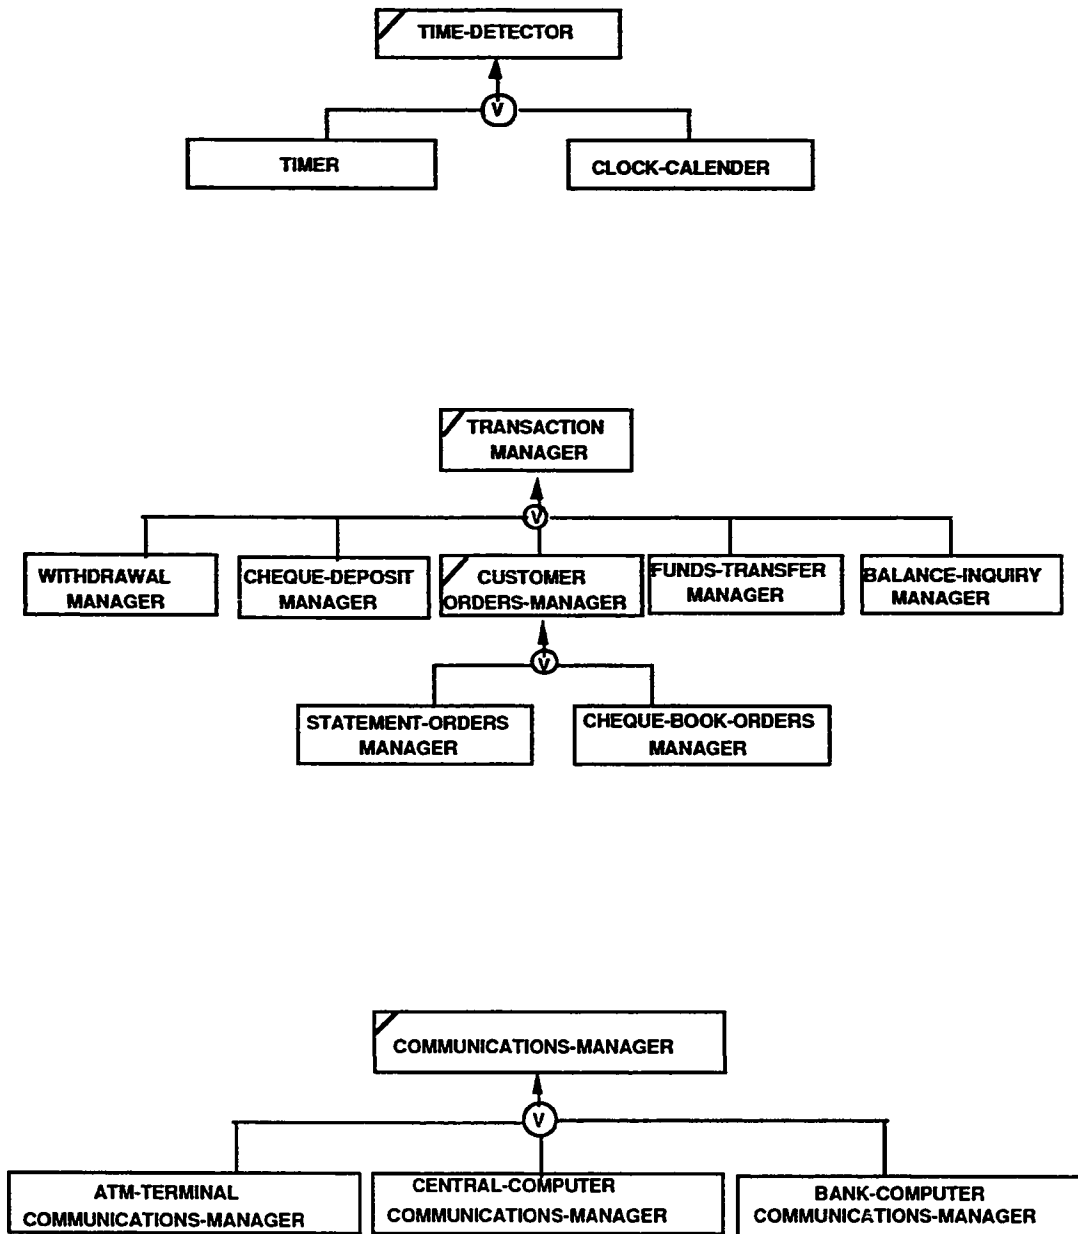 TIME-DETECTOR
V
TIMER
CLOCK-CALENDER
TRANSACTION
MANAGER
V
WITHDRAWAL
MANAGER
CHEQUE-DEPOSIT
MANAGER
CUSTOMER
ORDERS-MANAGER
FUNDS-TRANSFER
MANAGER
BALANCE-INQUIRY
MANAGER
V
STATEMENT-ORDERS
MANAGER
CHEQUE-BOOK-ORDERS
MANAGER
COMMUNICATIONS-MANAGER
V
ATM-TERMINAL
COMMUNICATIONS-MANAGER
CENTRAL-COMPUTER
COMMUNICATIONS-MANAGER
BANK-COMPUTER
COMMUNICATIONS-MANAGER